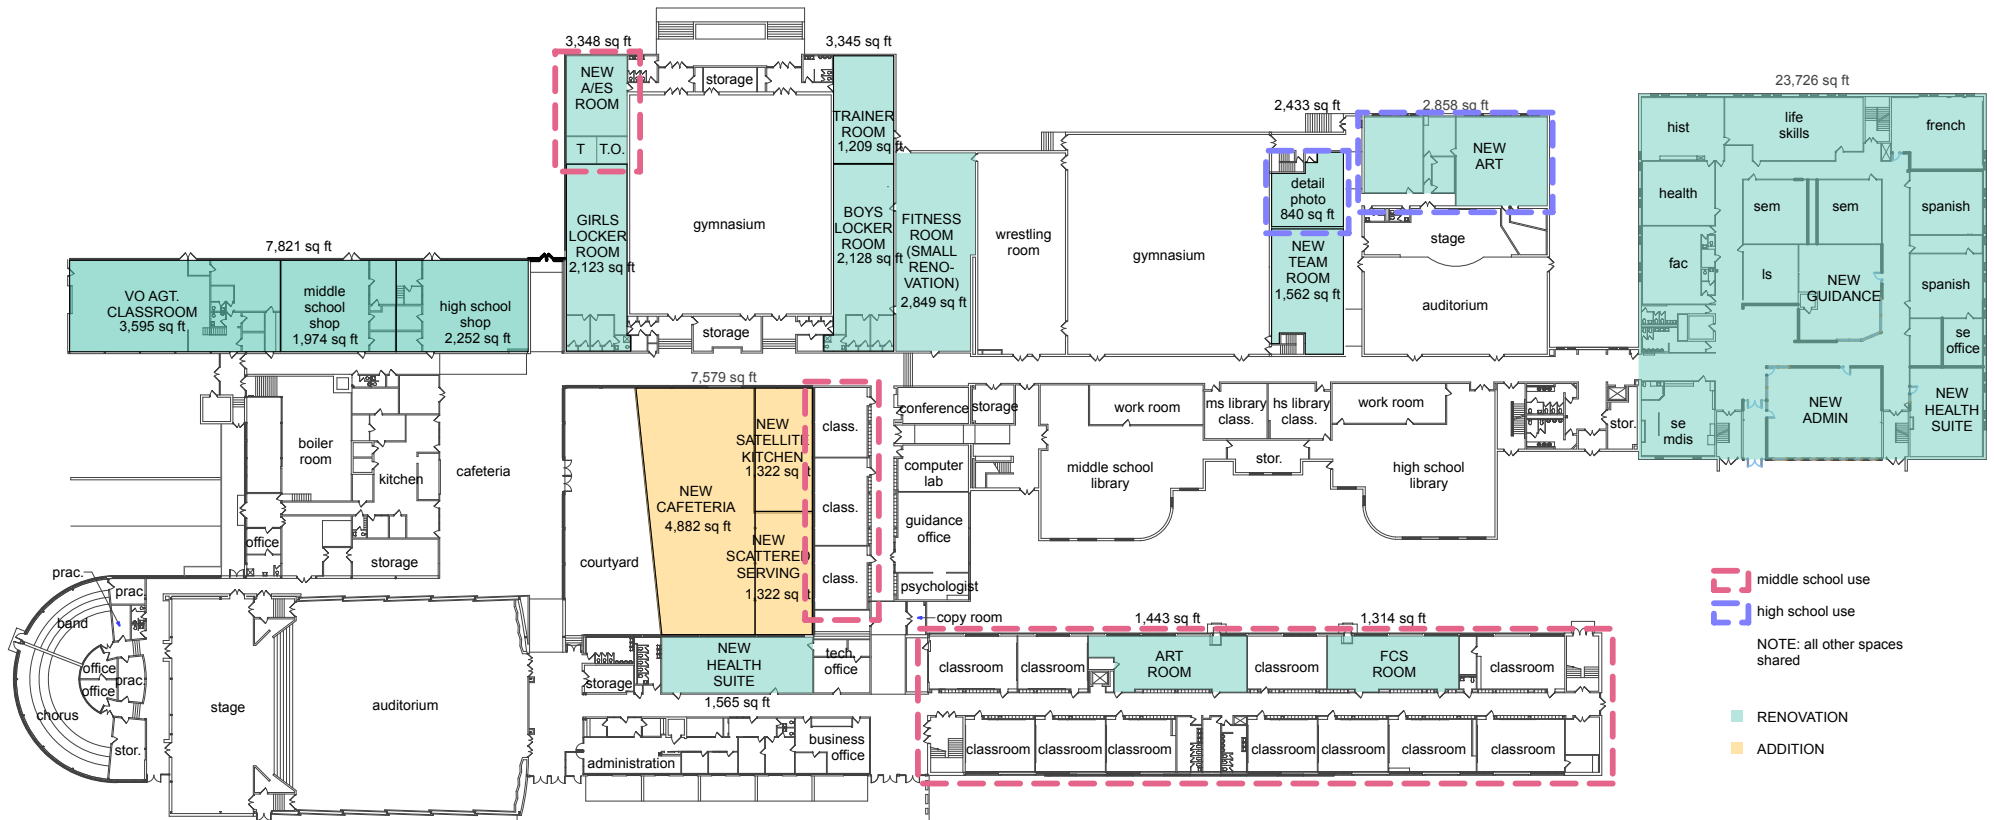 3,348 sq ft
3,345 sq ft
NEW
A/ES
ROOM
T
T.O.
storage
TRAINER
ROOM
1,209 sq ft
gymnasium
GIRLS
LOCKER
ROOM
2,123 sq ft
BOYS
LOCKER
ROOM
2,128 sq ft
FITNESS
ROOM
(SMALL
RENO-
VATION)
2,849 sq ft
storage
wrestling
room
gymnasium
2,433 sq ft
detail
photo
840 sq ft
NEW
TEAM
ROOM
1,562 sq ft
2,858 sq ft
NEW
ART
stage
auditorium
23,726 sq ft
hist
life
skills
french
health
sem
sem
spanish
fac
ls
NEW
GUIDANCE
spanish
se
office
se
mdis
NEW
ADMIN
NEW
HEALTH
SUITE
7,821 sq ft
VO AGT.
CLASSROOM
3,595 sq ft
middle
school
shop
1,974 sq ft
high school
shop
2,252 sq ft
boiler
room
kitchen
cafeteria
office
storage
7,579 sq ft
courtyard
NEW
CAFETERIA
4,882 sq ft
NEW
SATELLITE
KITCHEN
1,322 sq ft
NEW
SCATTERED
SERVING
1,322 sq ft
class.
class.
class.
conference
storage
computer
lab
guidance
office
psychologist
work room
ms library
class.
hs library
class.
work room
stor.
middle school
library
high school
library
stor.
prac.
prac.
band
office
office
prac.
chorus
stor.
stage
auditorium
storage
NEW
HEALTH
SUITE
1,565 sq ft
tech
office
copy room
administration
business
office
1,443 sq ft
1,314 sq ft
classroom
classroom
ART
ROOM
classroom
FCS
ROOM
classroom
classroom
classroom
classroom
classroom
classroom
classroom
classroom
middle school use
high school use
NOTE: all other spaces
shared
RENOVATION
ADDITION